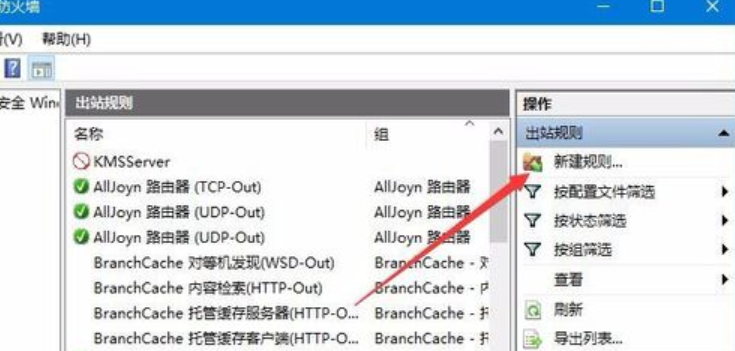 防火墙
帮助(H)
安全 Win
出站规则
名称
组
KMSServer
AllJoyn 路由器 (TCP-Out)
AllJoyn 路由器
AllJoyn 路由器 (UDP-Out)
AllJoyn 路由器
AllJoyn 路由器 (UDP-Out)
AllJoyn 路由器
BranchCache 对等机发现(WSD-Out)
BranchCache - 对
BranchCache 内容检索(HTTP-Out)
BranchCache - 内
BranchCache 托管缓存服务器(HTTP-O...
BranchCache - 托
BranchCache 托管缓存客户端(HTTP-O...
BranchCache - 托
操作
出站规则
新建规则...
按配置文件筛选
按状态筛选
按组筛选
查看
刷新
导出列表...